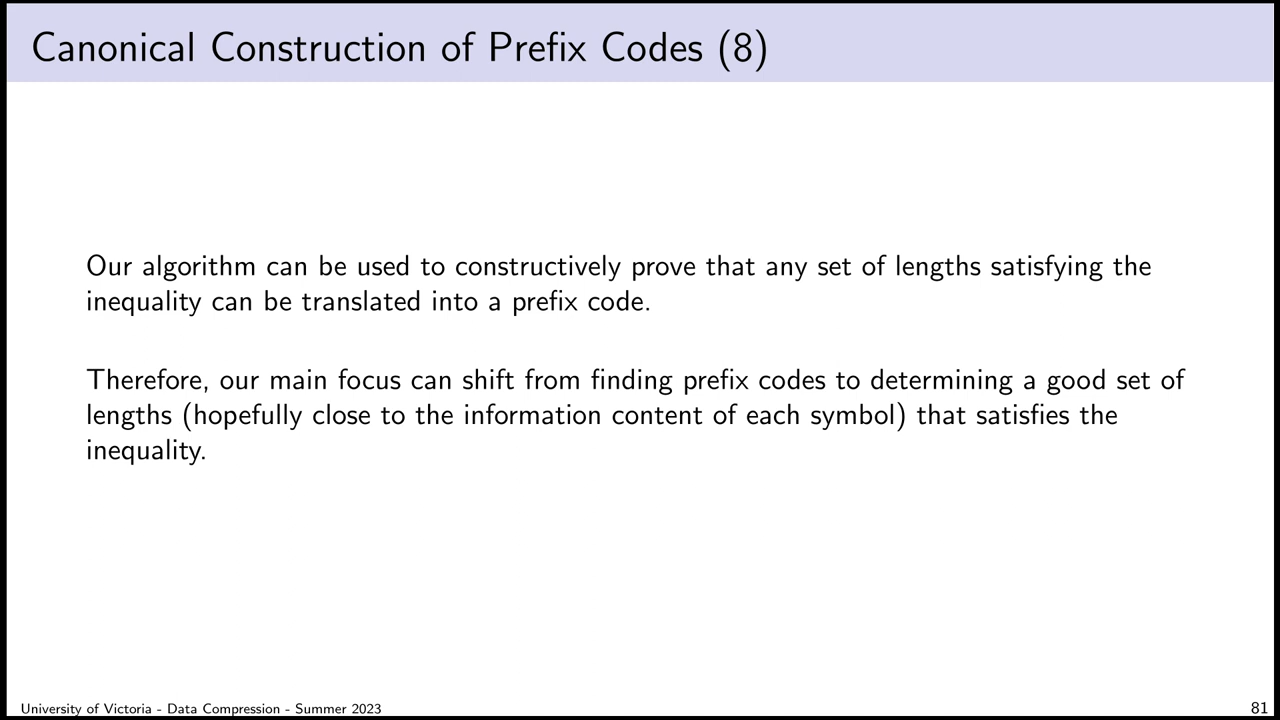 Canonical Construction of Prefix Codes (8)
Our algorithm can be used to constructively prove that any set of lengths satisfying the
inequality can be translated into a prefix code.
Therefore, our main focus can shift from finding prefix codes to determining a good set of
lengths (hopefully close to the information content of each symbol) that satisfies the
inequality.
University of Victoria - Data Compression - Summer 2023
81